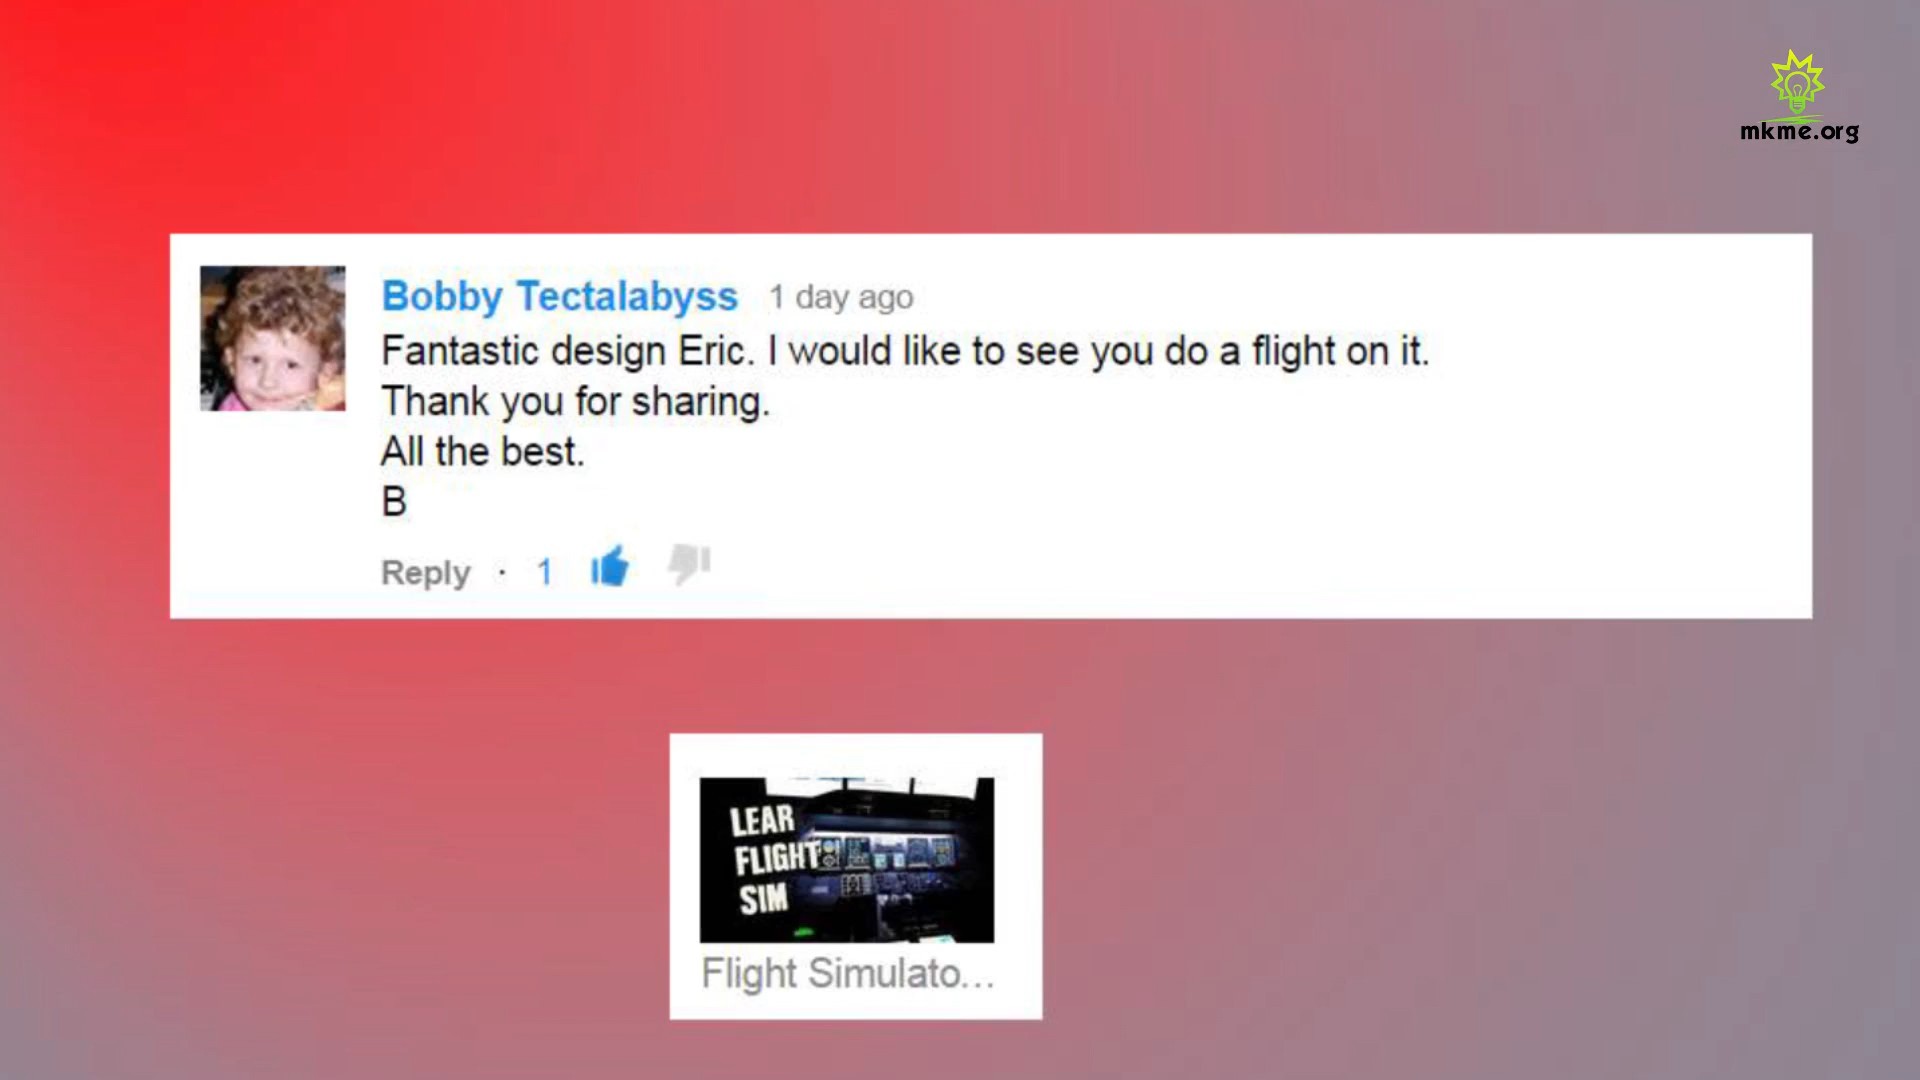 mkme.org
Bobby Tectalabyss 1 day ago
Fantastic design Eric. I would like to see you do a flight on it.
Thank you for sharing.
All the best.
B
Reply · 1
LEAR
FLIGHT
SIM
Flight Simulato...